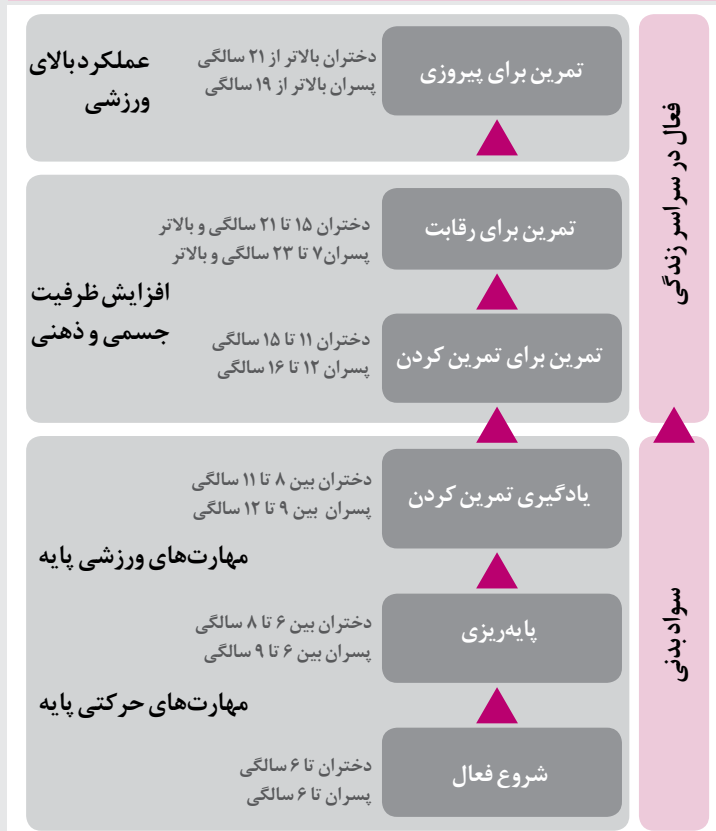 فعال در سراسر زندگی
تمرین برای پیروزی
دختران بالاتر از ۲۱ سالگی
پسران بالاتر از ۱۹ سالگی
عملکرد بالای
ورزشی
تمرین برای رقابت
دختران ۱۵ تا ۲۱ سالگی و بالاتر
پسران۷ تا ۲۳ سالگی و بالاتر
افزایش ظرفیت
جسمی و ذهنی
تمرین برای تمرین کردن
دختران ۱۱ تا ۱۵ سالگی
پسران ۱۲ تا ۱۶ سالگی
سواد بدنی
یادگیری تمرین کردن
دختران بین ۸ تا ۱۱ سالگی
پسران بین ۹ تا ۱۲ سالگی
مهارت‌های ورزشی پایه
پایه‌ریزی
دختران بین ۶ تا ۸ سالگی
پسران بین ۶ تا ۹ سالگی
مهارت‌های حرکتی پایه
شروع فعال
دختران تا ۶ سالگی
پسران تا ۶ سالگی